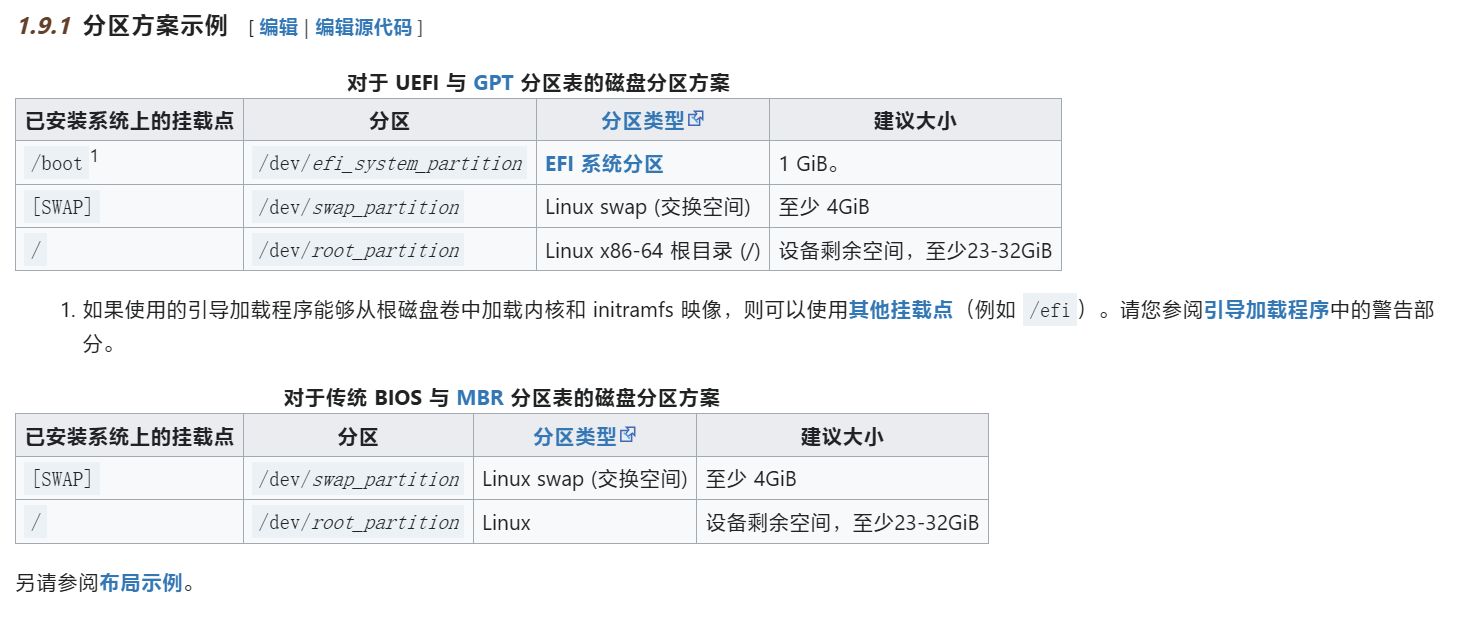 1.9.1 分区方案示例 [ 编辑 | 编辑源代码 ]
对于 UEFI 与 GPT 分区表的磁盘分区方案
已安装系统上的挂载点 分区 分区类型 建议大小
/boot1 /dev/efi_system_partition EFI 系统分区 1 GiB。
[SWAP] /dev/swap_partition Linux swap (交换空间) 至少 4GiB
/ /dev/root_partition Linux x86-64 根目录 (/) 设备剩余空间，至少23-32GiB
1. 如果使用的引导加载程序能够从根磁盘卷中加载内核和 initramfs 映像，则可以使用其他挂载点（例如 /efi）。请您参阅引导加载程序中的警告部
分。
对于传统 BIOS 与 MBR 分区表的磁盘分区方案
已安装系统上的挂载点 分区 分区类型 建议大小
[SWAP] /dev/swap_partition Linux swap (交换空间) 至少 4GiB
/ /dev/root_partition Linux 设备剩余空间，至少23-32GiB
另请参阅布局示例。